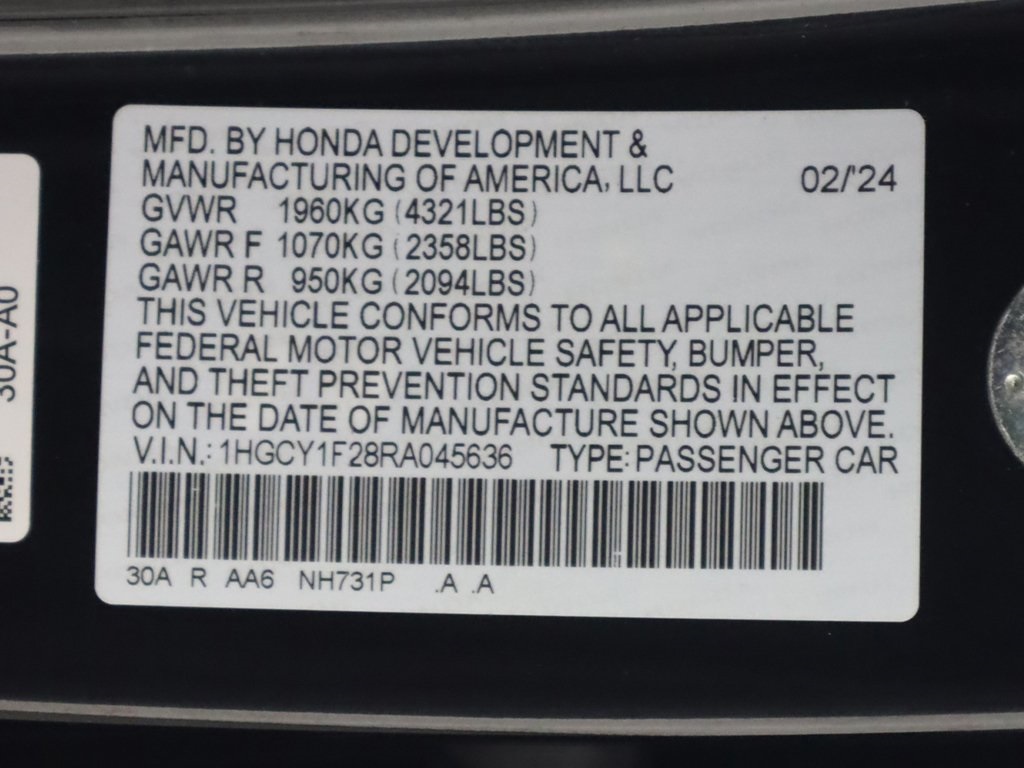 MFD. BY HONDA DEVELOPMENT &
MANUFACTURING OF AMERICA, LLC 02/'24
GVWR 1960KG (4321LBS)
GAWR F 1070KG (2358LBS)
GAWR R 950KG (2094LBS)
THIS VEHICLE CONFORMS TO ALL APPLICABLE
FEDERAL MOTOR VEHICLE SAFETY, BUMPER,
AND THEFT PREVENTION STANDARDS IN EFFECT
ON THE DATE OF MANUFACTURE SHOWN ABOVE.
V.I.N.: 1HGCY1F28RA045636 TYPE: PASSENGER CAR
30A R AA6 NH731P .A .A
30A-A0